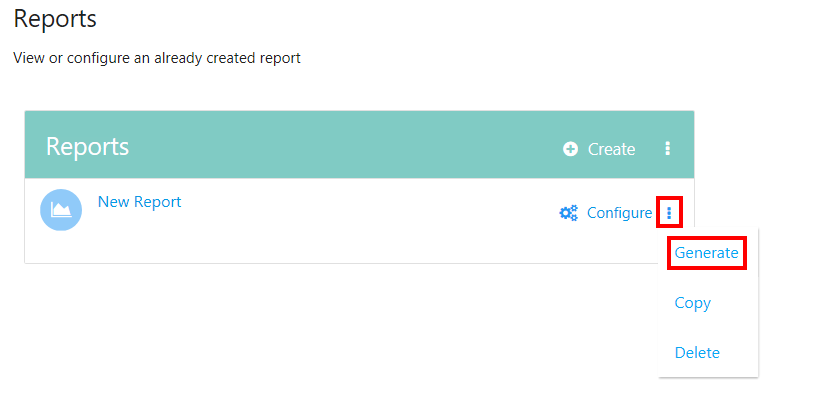 Reports
View or configure an already created report
Reports
Create
New Report
Configure
Generate
Copy
Delete